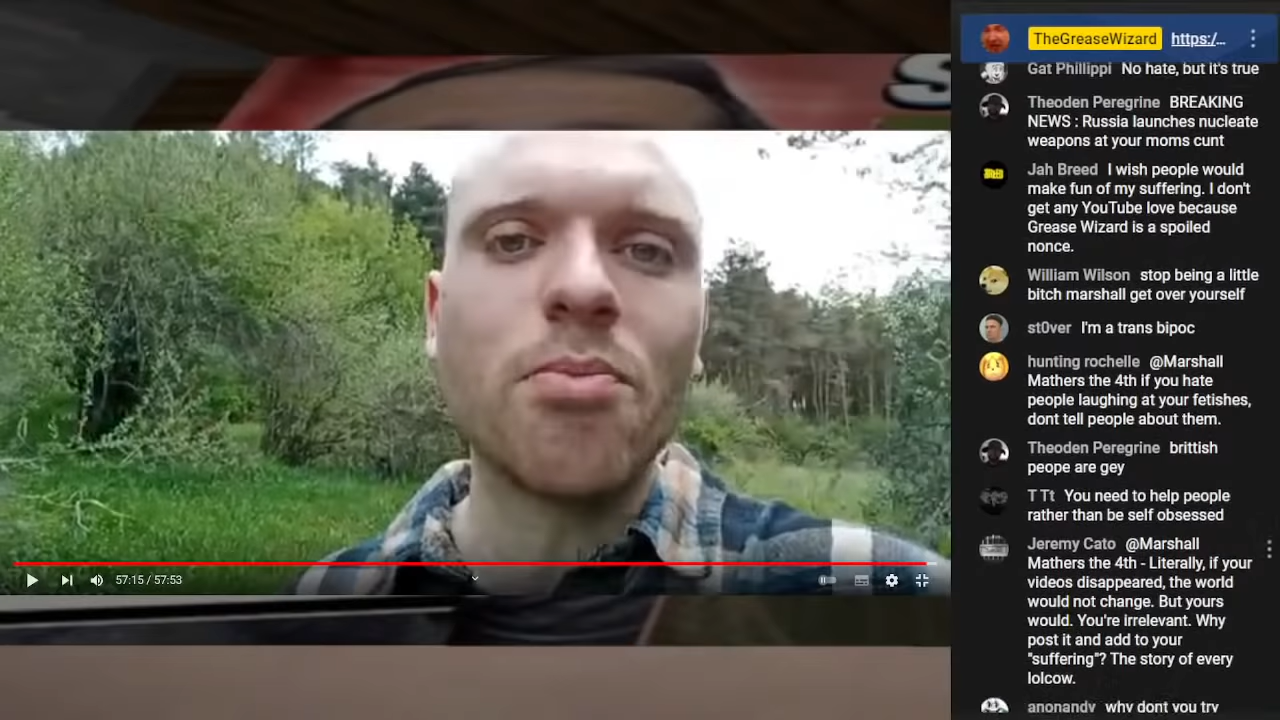 S
57:15 / 57:53
TheGreaseWizard https:/...
Gat Phillippi No hate, but it's true
Theoden Peregrine BREAKING
NEWS : Russia launches nucleate
weapons at your moms cunt
Jah Breed I wish people would
make fun of my suffering. I don't
get any YouTube love because
Grease Wizard is a spoiled
nonce.
William Wilson stop being a little
bitch marshall get over yourself
st0ver I'm a trans bipoc
hunting rochelle @Marshall
Mathers the 4th if you hate
people laughing at your fetishes,
dont tell people about them.
Theoden Peregrine brittish
peope are gey
T Tt You need to help people
rather than be self obsessed
Jeremy Cato @Marshall
Mathers the 4th - Literally, if your
videos disappeared, the world
would not change. But yours
would. You're irrelevant. Why
post it and add to your
"suffering"? The story of every
lolcow.
anonandy why dont you try